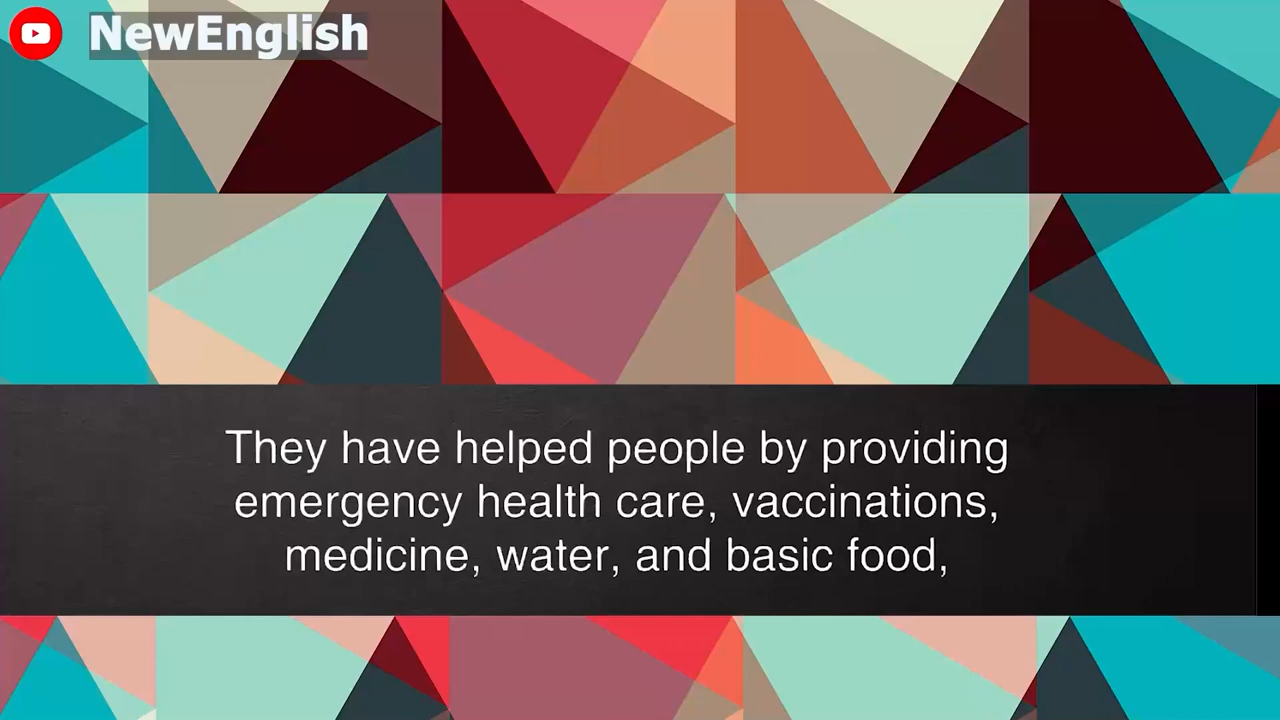 NewEnglish
They have helped people by providing
emergency health care, vaccinations,
medicine, water, and basic food,